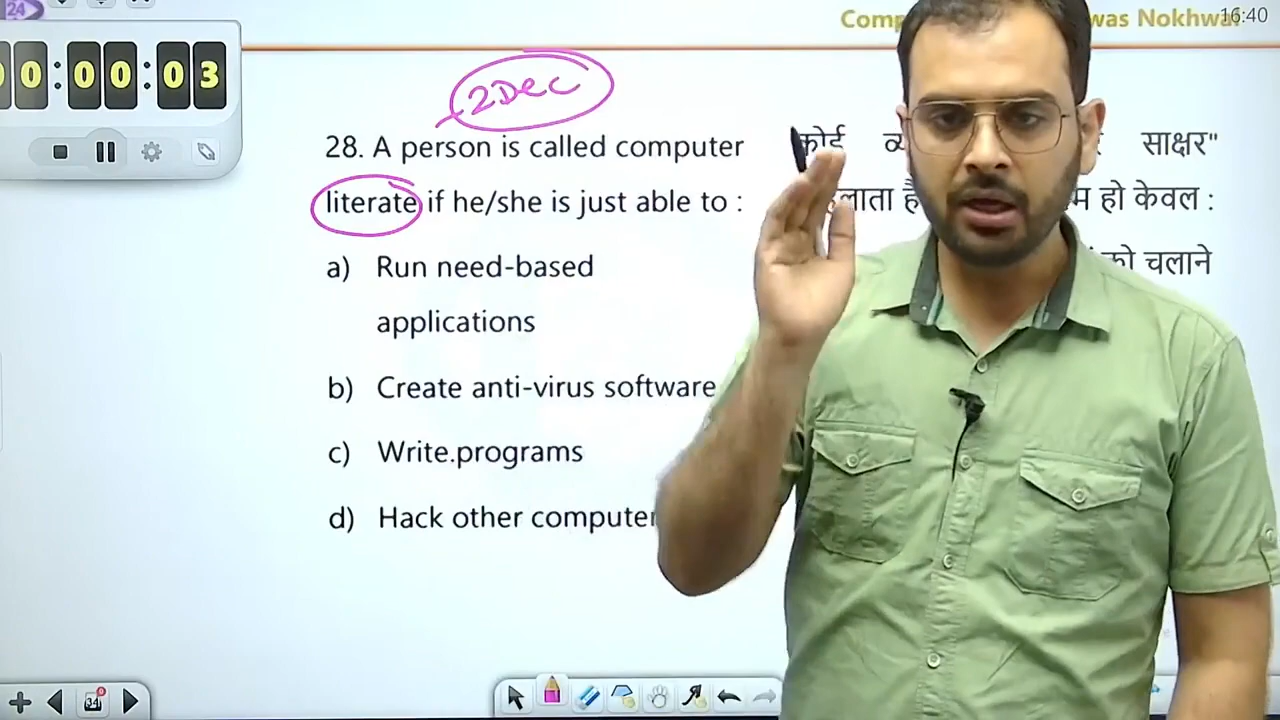 24
16:40
Comp was Nokhwal
00:00:03
2Dec
28. A person is called computer
literate if he/she is just able to :
a) Run need-based
applications
b) Create anti-virus software
c) Write.programs
d) Hack other computer
कोई साक्षर"
है हो केवल :
को चलाने